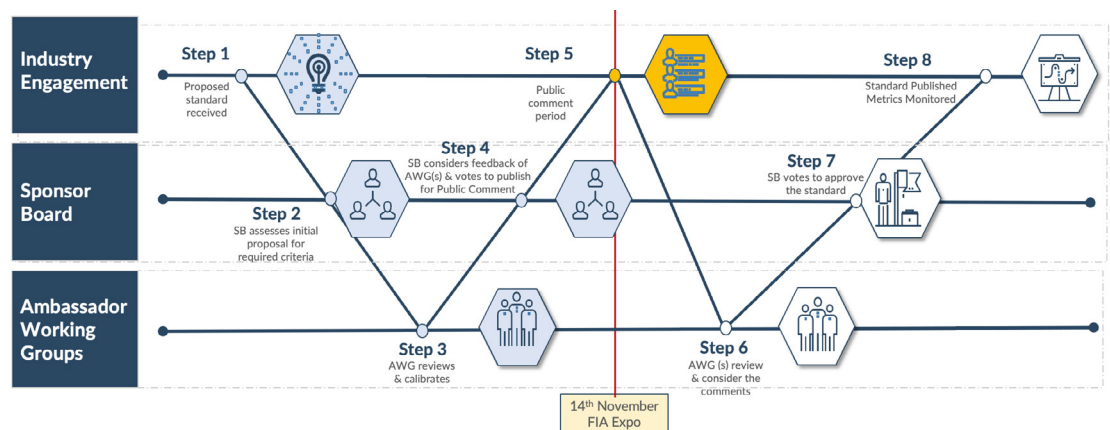 Industry
Engagement
Step 1
Proposed
standard
received
Step 5
Public
comment
period
Step 8
Standard Published
Metrics Monitored
Sponsor
Board
Step 2
SB assesses initial
proposal for
required criteria
Step 4
SB considers feedback of
AWG(s) & votes to publish
for Public Comment
Step 7
SB votes to approve
the standard
Ambassador
Working
Groups
Step 3
AWG reviews
& calibrates
Step 6
AWG (s) review
& consider the
comments
14th November
FIA Expo